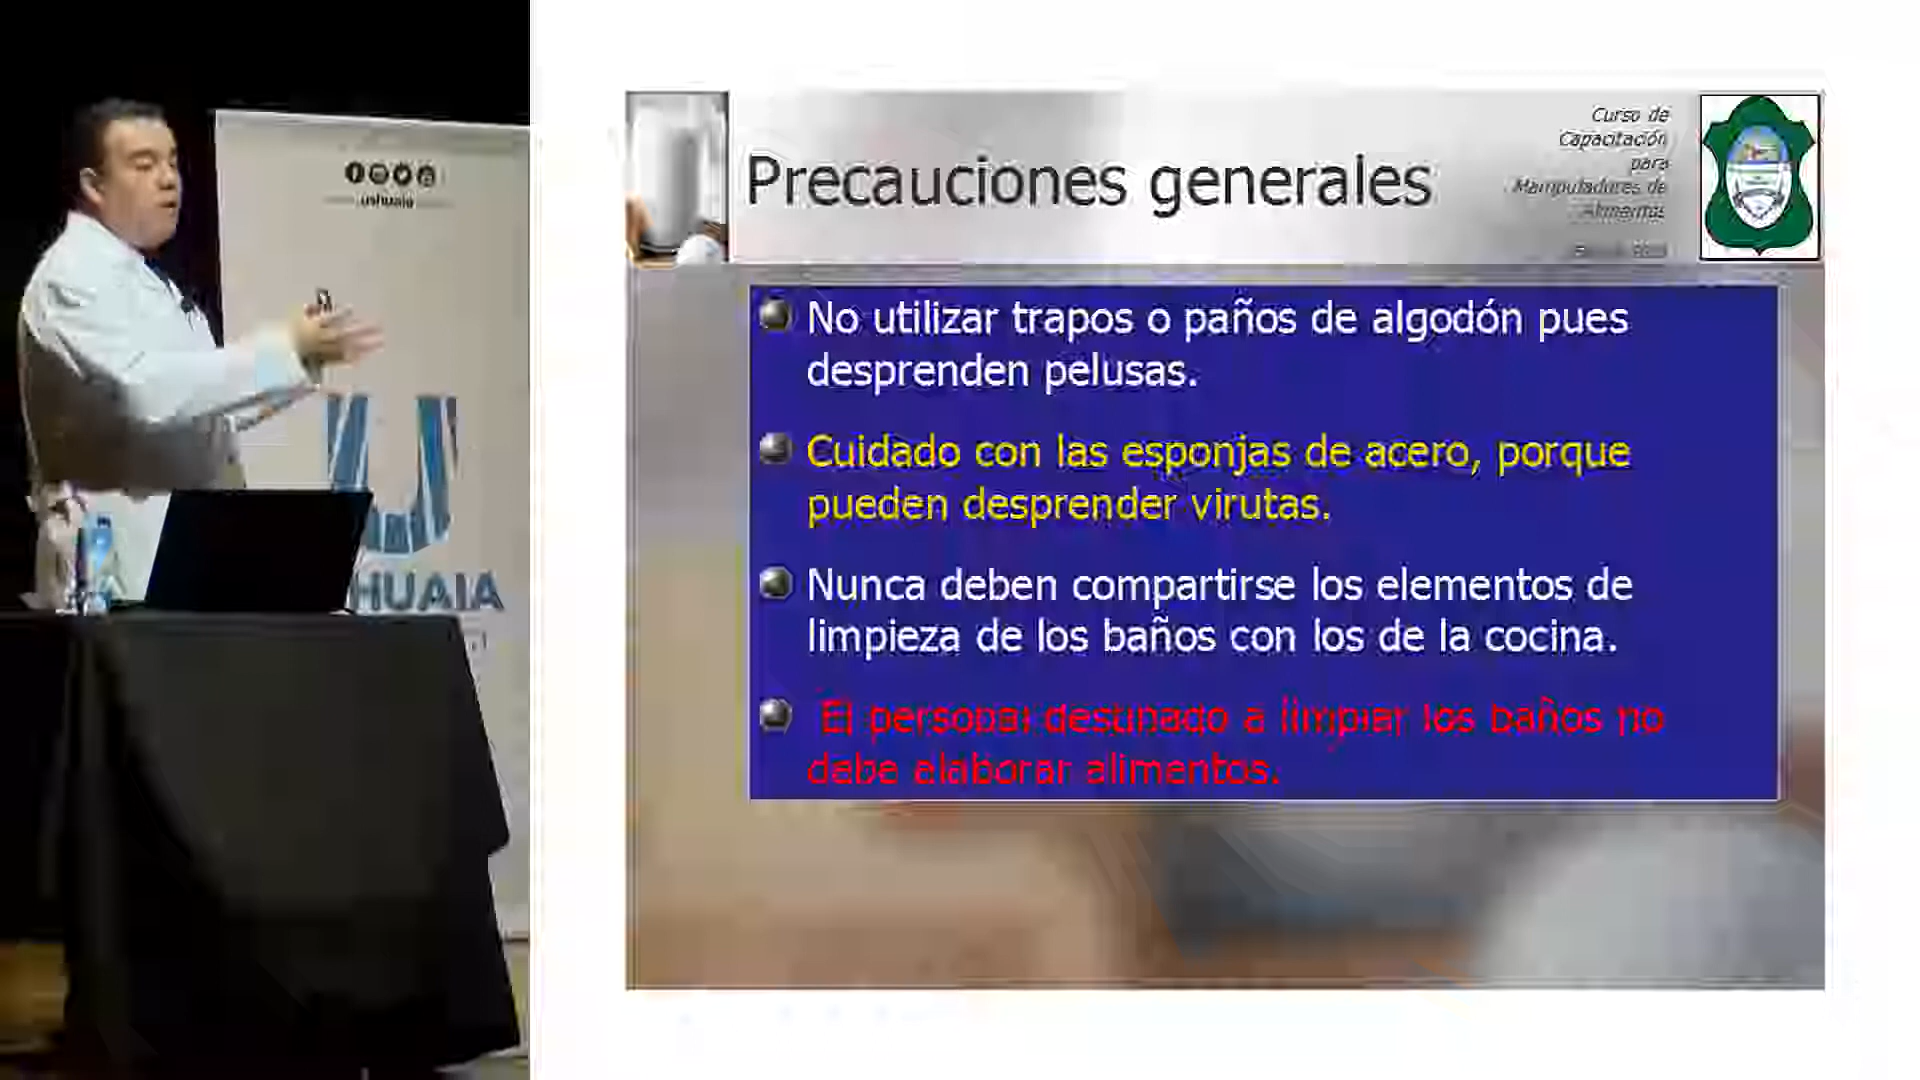 ushuaia
HUAIA
Precauciones generales
Curso de
Capacitación
para
Manipuladores de
Alimentos
No utilizar trapos o paños de algodón pues
desprenden pelusas.
Cuidado con las esponjas de acero, porque
pueden desprender virutas.
Nunca deben compartirse los elementos de
limpieza de los baños con los de la cocina.
El personal destinado a limpiar los baños no
debe elaborar alimentos.